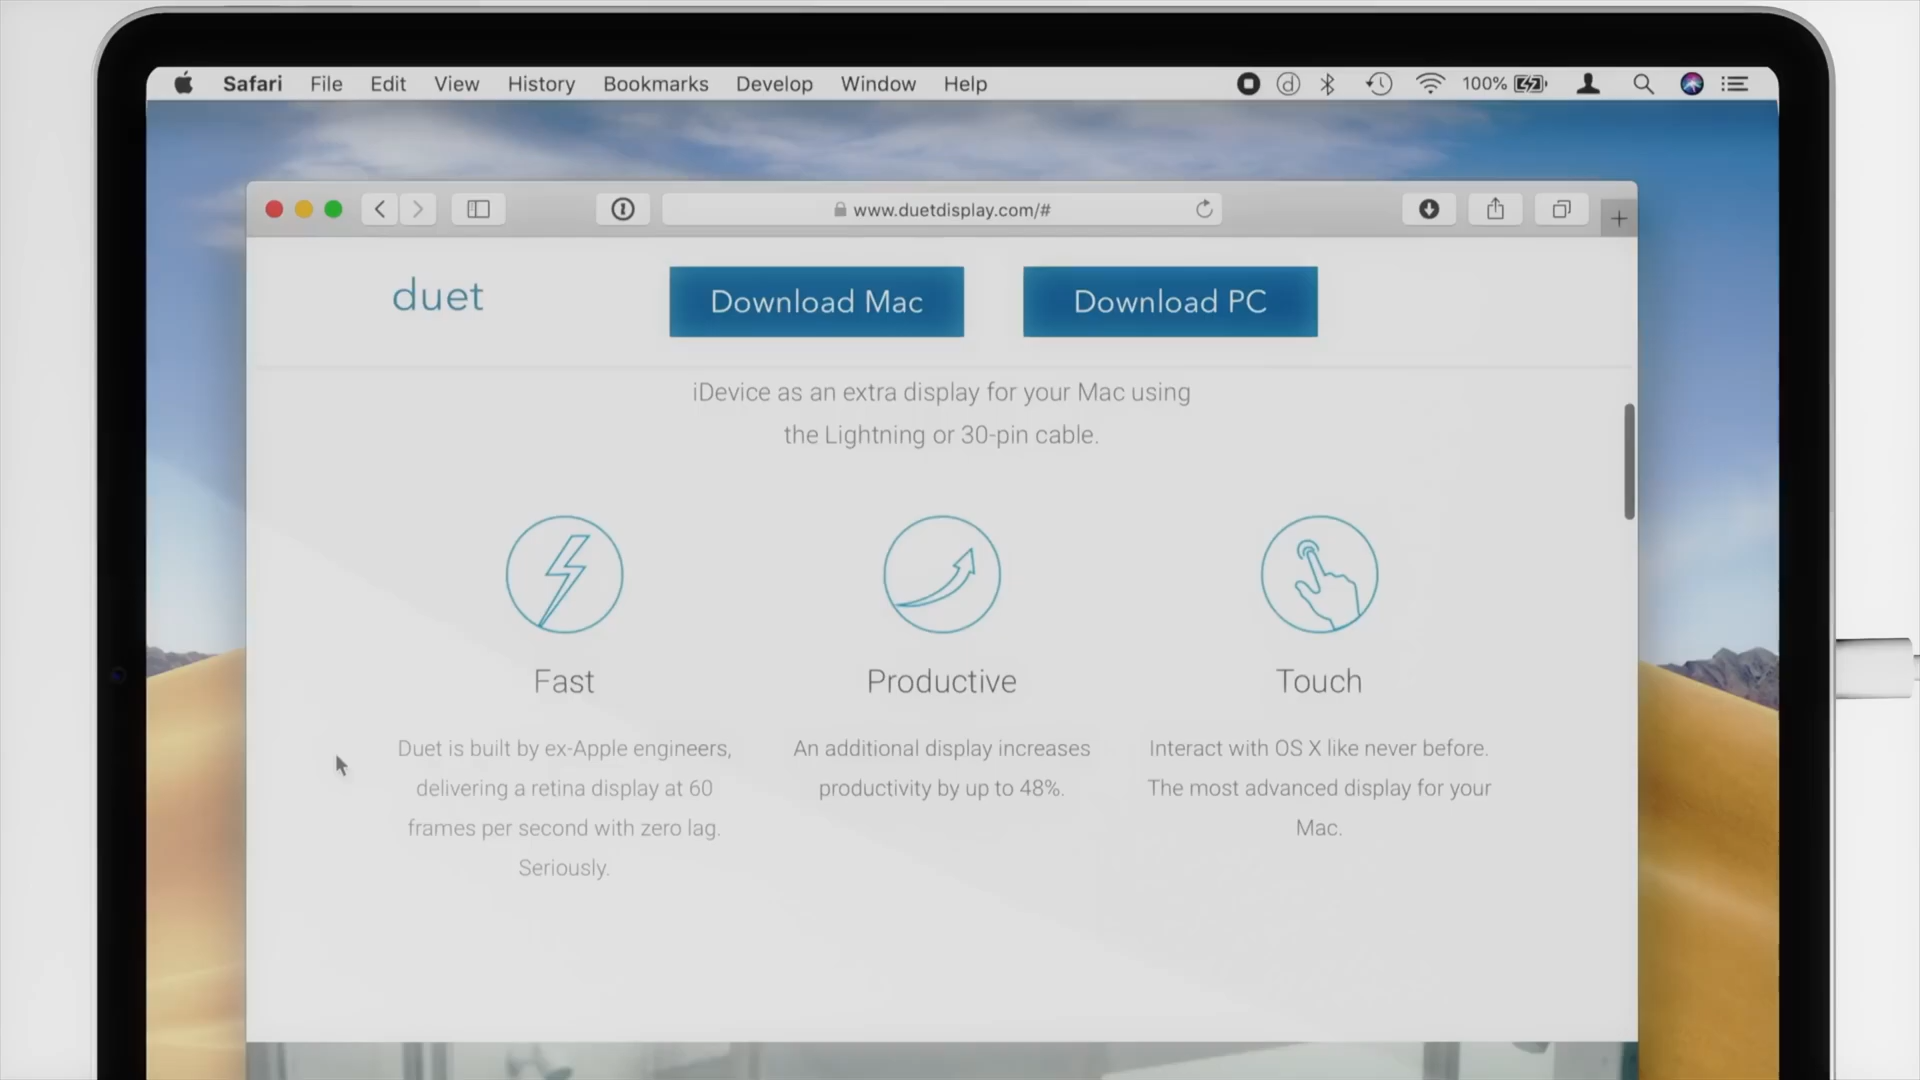 Safari File Edit View History Bookmarks Develop Window Help
100%
www.duetdisplay.com/#
duet
Download Mac
Download PC
iDevice as an extra display for your Mac using
the Lightning or 30-pin cable.
Fast
Duet is built by ex-Apple engineers,
delivering a retina display at 60
frames per second with zero lag.
Seriously.
Productive
An additional display increases
productivity by up to 48%.
Touch
Interact with OS X like never before.
The most advanced display for your
Mac.